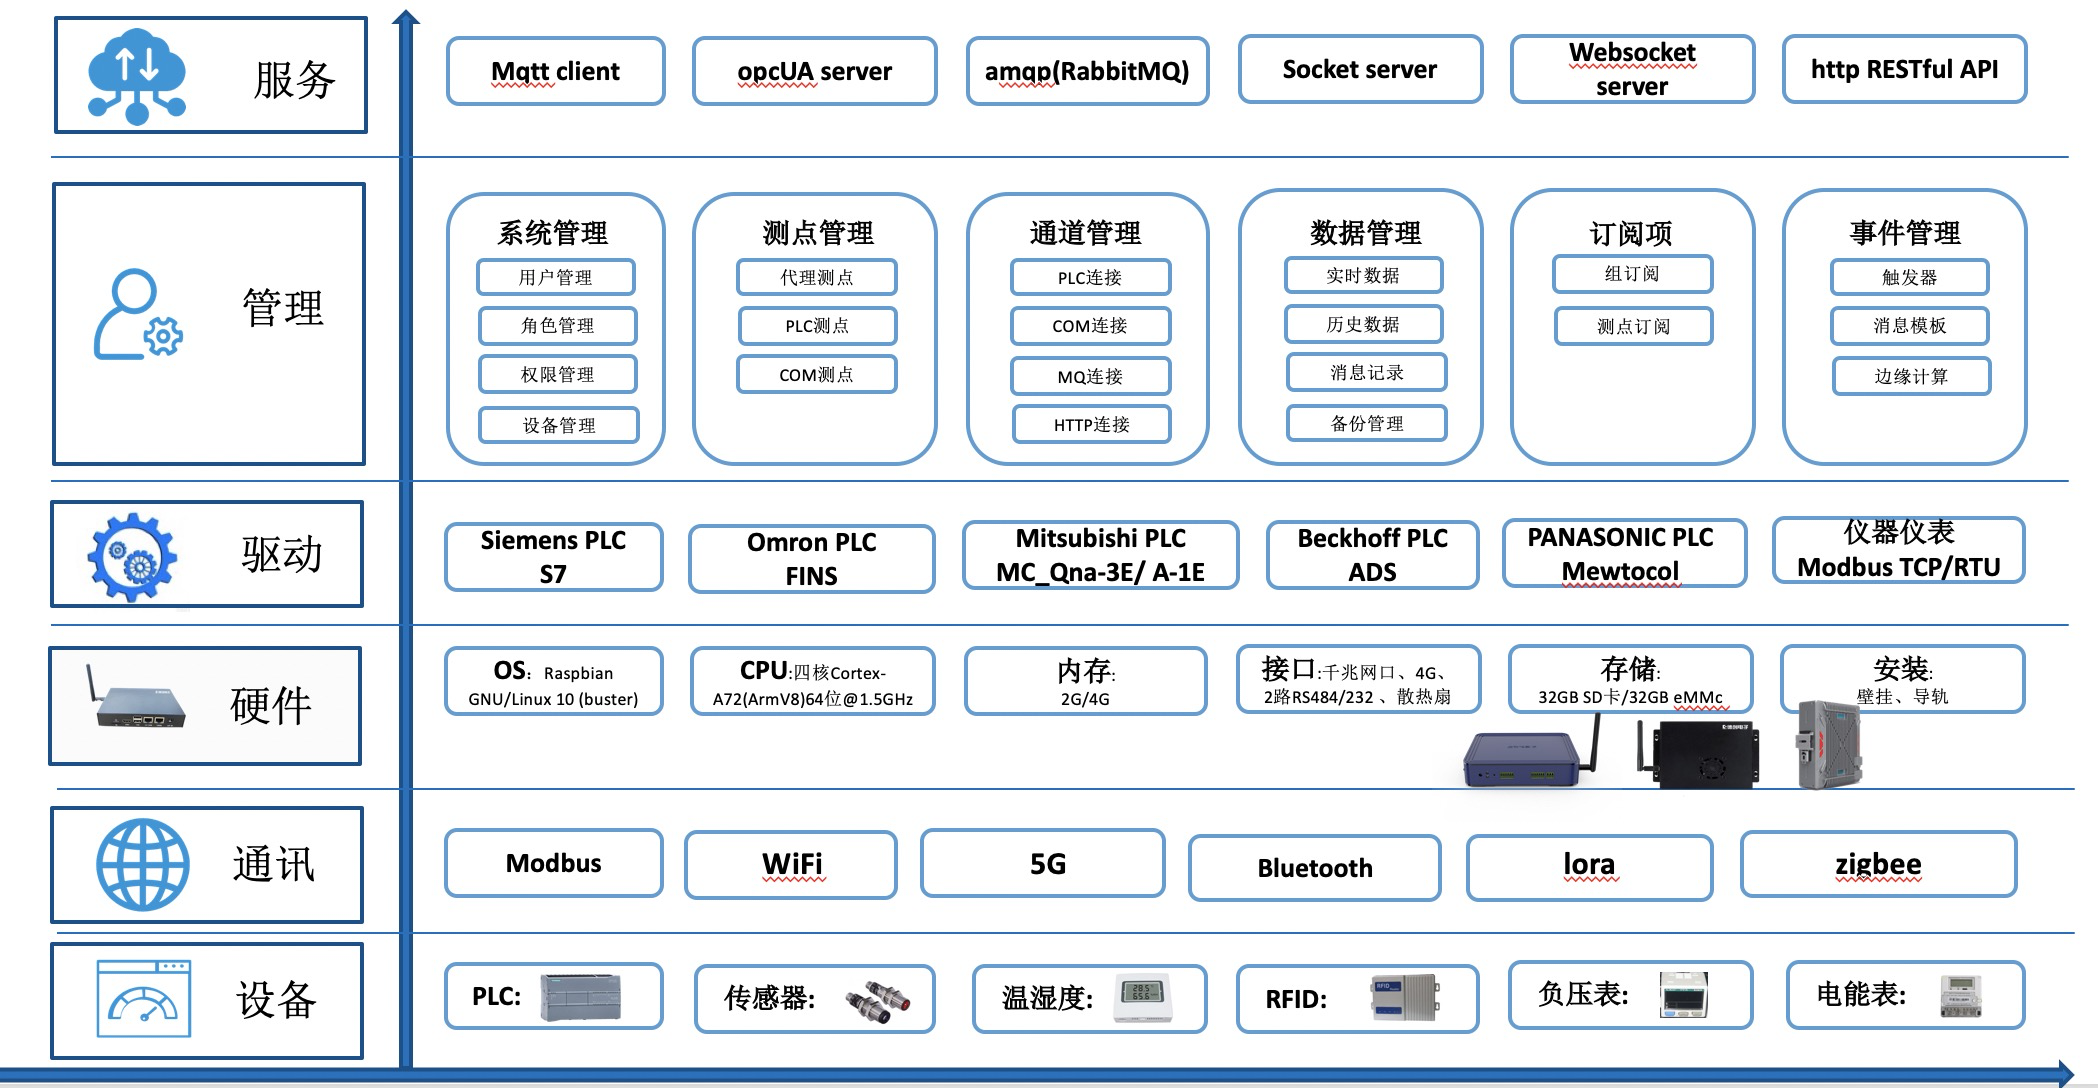 服务
Mqtt client
opcUA server
amqp(RabbitMQ)
Socket server
Websocket
server
http RESTful API
管理
系统管理
用户管理
角色管理
权限管理
设备管理
测点管理
代理测点
PLC测点
COM测点
通道管理
PLC连接
COM连接
MQ连接
HTTP连接
数据管理
实时数据
历史数据
消息记录
备份管理
订阅项
组订阅
测点订阅
事件管理
触发器
消息模板
边缘计算
驱动
Siemens PLC
S7
Omron PLC
FINS
Mitsubishi PLC
MC_Qna-3E/ A-1E
Beckhoff PLC
ADS
PANASONIC PLC
Mewtocol
仪器仪表
Modbus TCP/RTU
硬件
OS：Raspbian
GNU/Linux 10 (buster)
CPU:四核Cortex-
A72(ArmV8)64位@1.5GHz
内存:
2G/4G
接口:千兆网口、4G、
2路RS484/232 、散热扇
存储:
32GB SD卡/32GB eMMc
安装:
壁挂、导轨
通讯
Modbus
WiFi
5G
Bluetooth
lora
zigbee
设备
PLC:
传感器:
温湿度:
28.5
65.6
RFID:
RFID
负压表:
电能表: